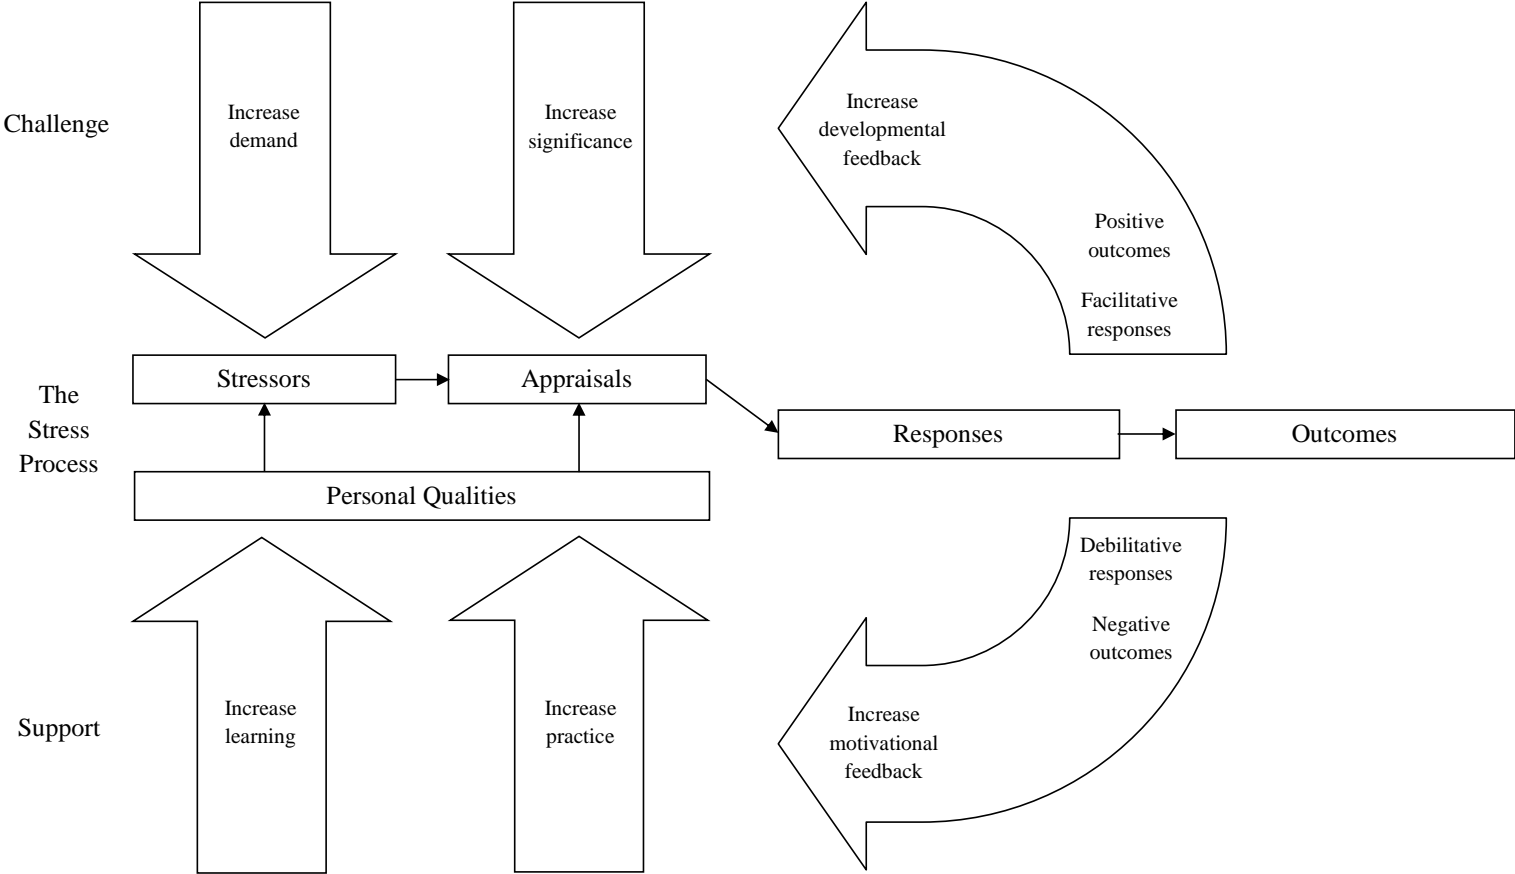 Challenge
Increase
demand
Increase
significance
Increase
developmental
feedback
Positive
outcomes
Facilitative
responses
The
Stress
Process
Stressors
Appraisals
Responses
Outcomes
Personal Qualities
Support
Increase
learning
Increase
practice
Increase
motivational
feedback
Debilitative
responses
Negative
outcomes